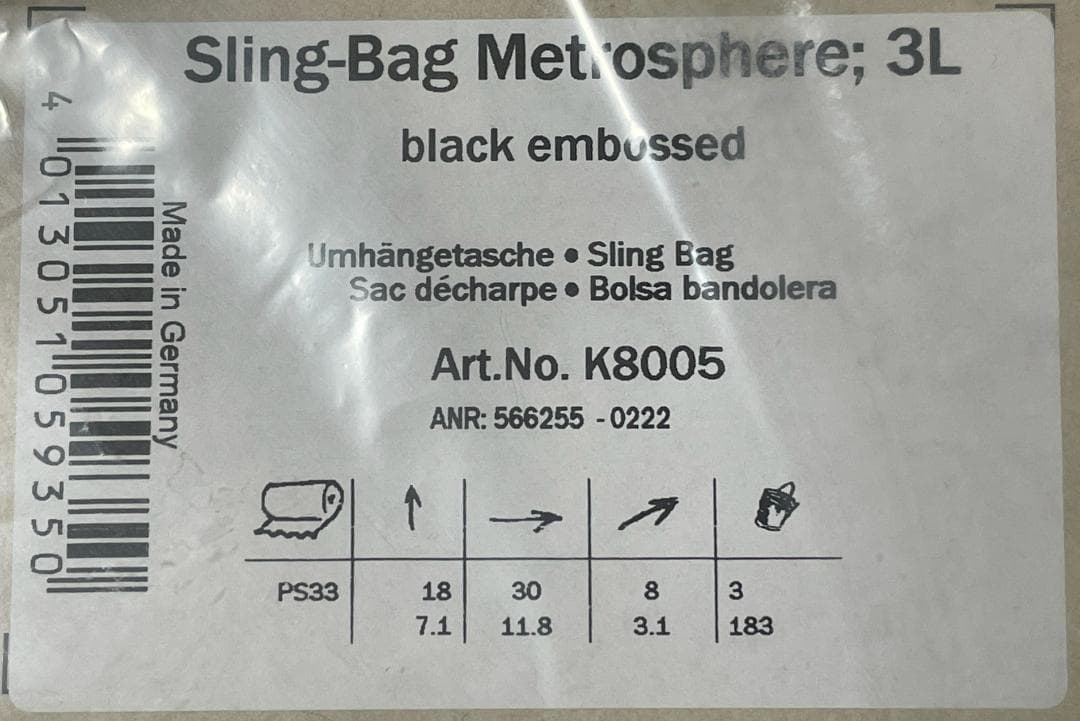 Sling-Bag Metrosphere; 3L
black embossed
Umhängetasche • Sling Bag
Sac décharpe • Bolsa bandolera
Art.No. K8005
ANR: 566255 - 0222
PS33 18 30 8 3
7.1 11.8 3.1 183
Made in Germany
4 013051 059350